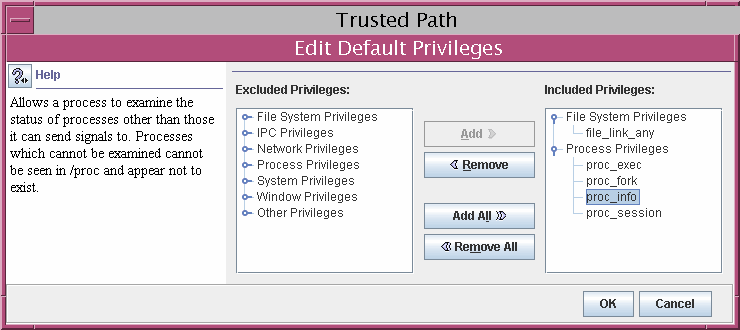 Trusted Path
Edit Default Privileges
Help
Allows a process to examine the
status of processes other than those
it can send signals to. Processes
which cannot be examined cannot
be seen in /proc and appear not to
exist.
Excluded Privileges:
File System Privileges
IPC Privileges
Network Privileges
Process Privileges
System Privileges
Window Privileges
Other Privileges
Add
Remove
Add All
Remove All
Included Privileges:
File System Privileges
file_link_any
Process Privileges
proc_exec
proc_fork
proc_info
proc_session
OK
Cancel